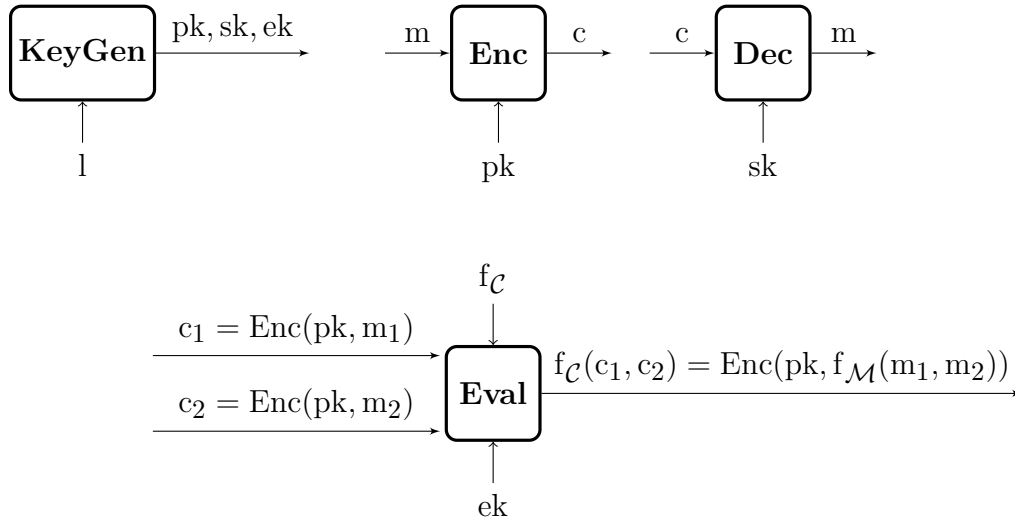 KeyGen
pk, sk, ek
l
m
Enc
c
pk
c
Dec
m
sk
f_𝒞
c₁ = Enc(pk, m₁)
c₂ = Enc(pk, m₂)
Eval
f_𝒞(c₁, c₂) = Enc(pk, f_ℳ(m₁, m₂))
ek